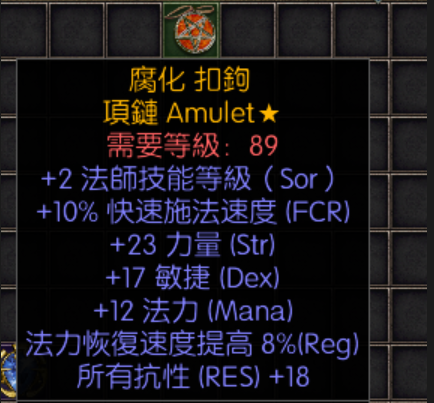 腐化 扣鉤
項鏈 Amulet★
需要等級: 89
+2 法師技能等級 ( Sor )
+10% 快速施法速度 (FCR)
+23 力量 (Str)
+17 敏捷 (Dex)
+12 法力 (Mana)
法力恢復速度提高 8%(Reg)
所有抗性 (RES) +18